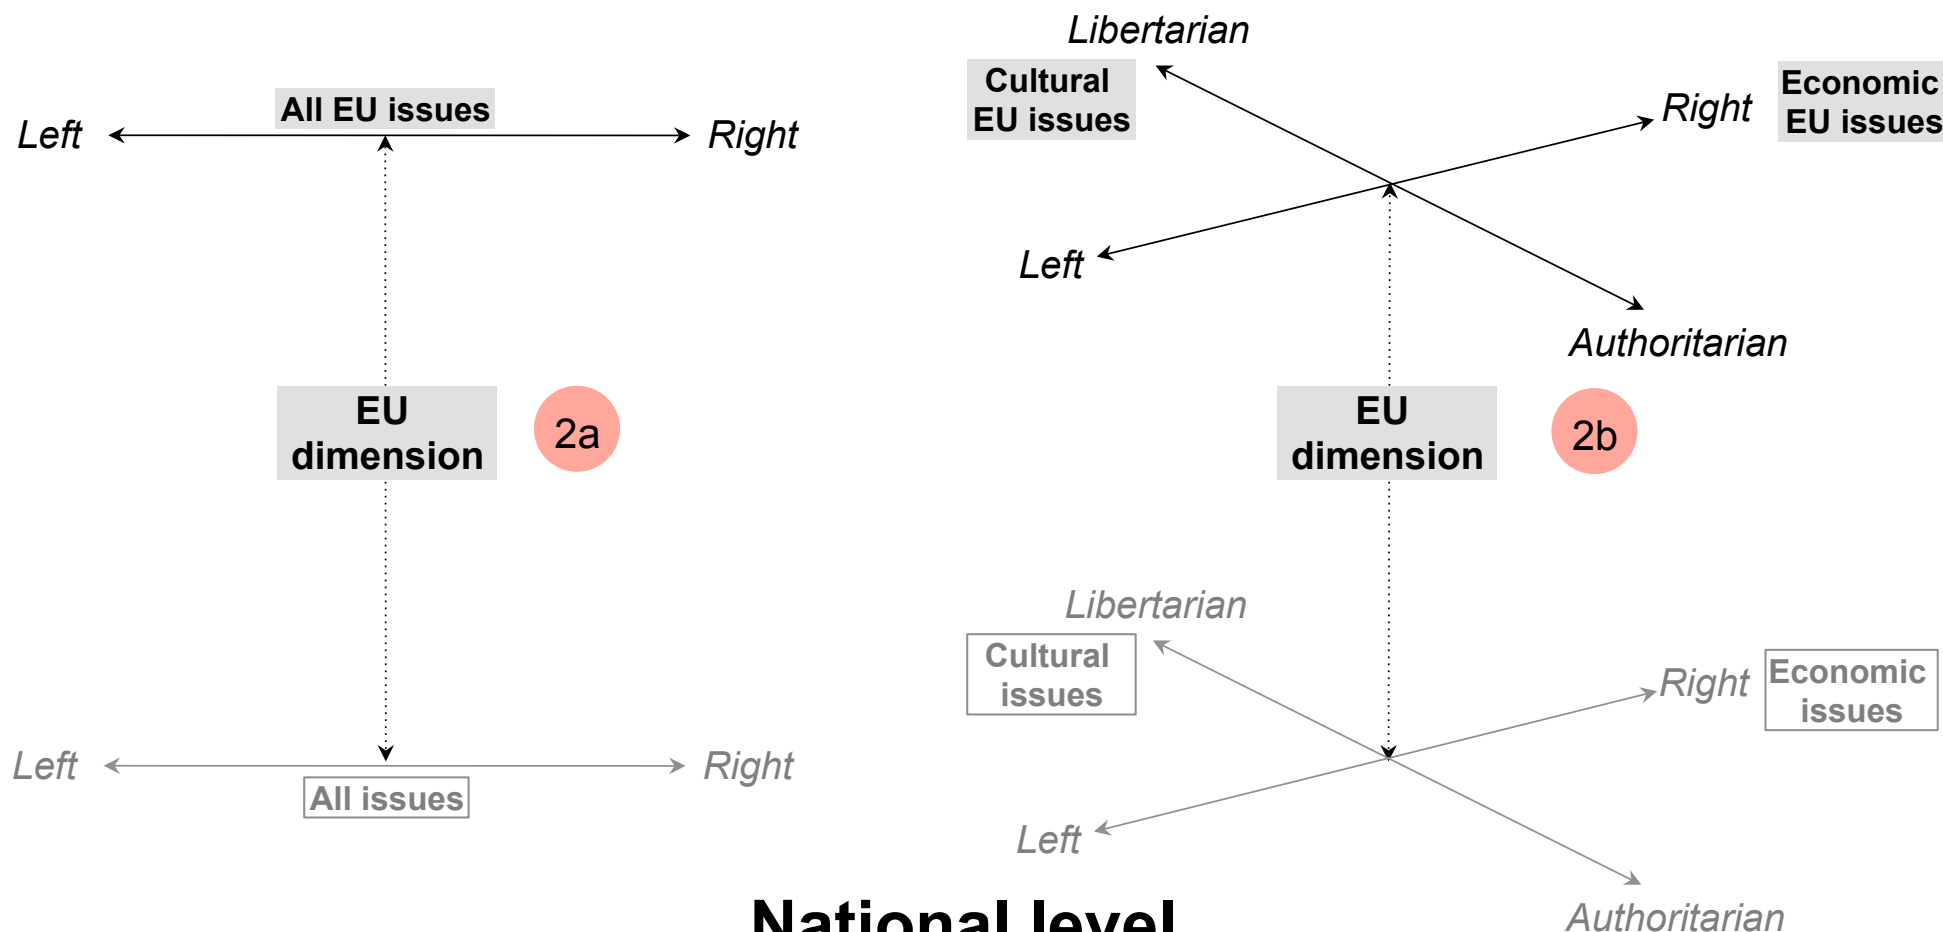 All EU issues
Left
Right
EU
dimension
2a
Left
Right
All issues
Libertarian
Cultural
EU issues
Right
Economic
EU issues
Left
Authoritarian
EU
dimension
2b
Libertarian
Cultural
issues
Right
Economic
issues
Left
Authoritarian
National level